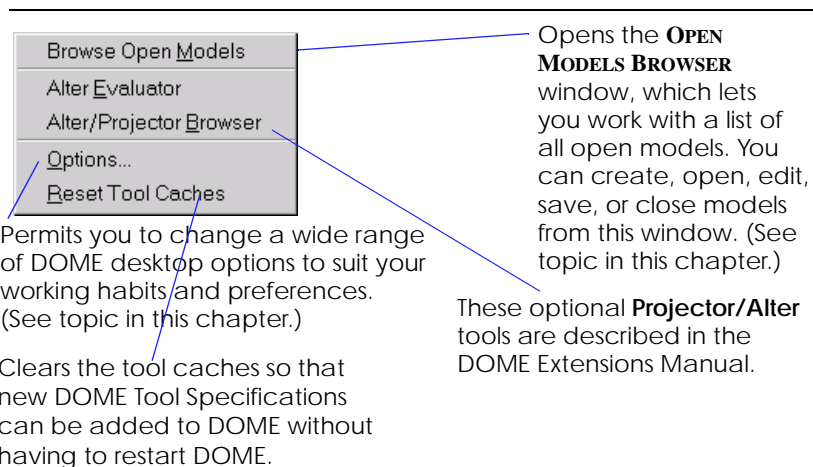 Browse Open Models
Alter Evaluator
Alter/Projector Browser
Options...
Reset Tool Caches
Opens the OPEN
MODELS BROWSER
window, which lets
you work with a list of
all open models. You
can create, open, edit,
save, or close models
from this window. (See
topic in this chapter.)
Permits you to change a wide range
of DOME desktop options to suit your
working habits and preferences.
(See topic in this chapter.)
These optional Projector/Alter
tools are described in the
DOME Extensions Manual.
Clears the tool caches so that
new DOME Tool Specifications
can be added to DOME without
having to restart DOME.